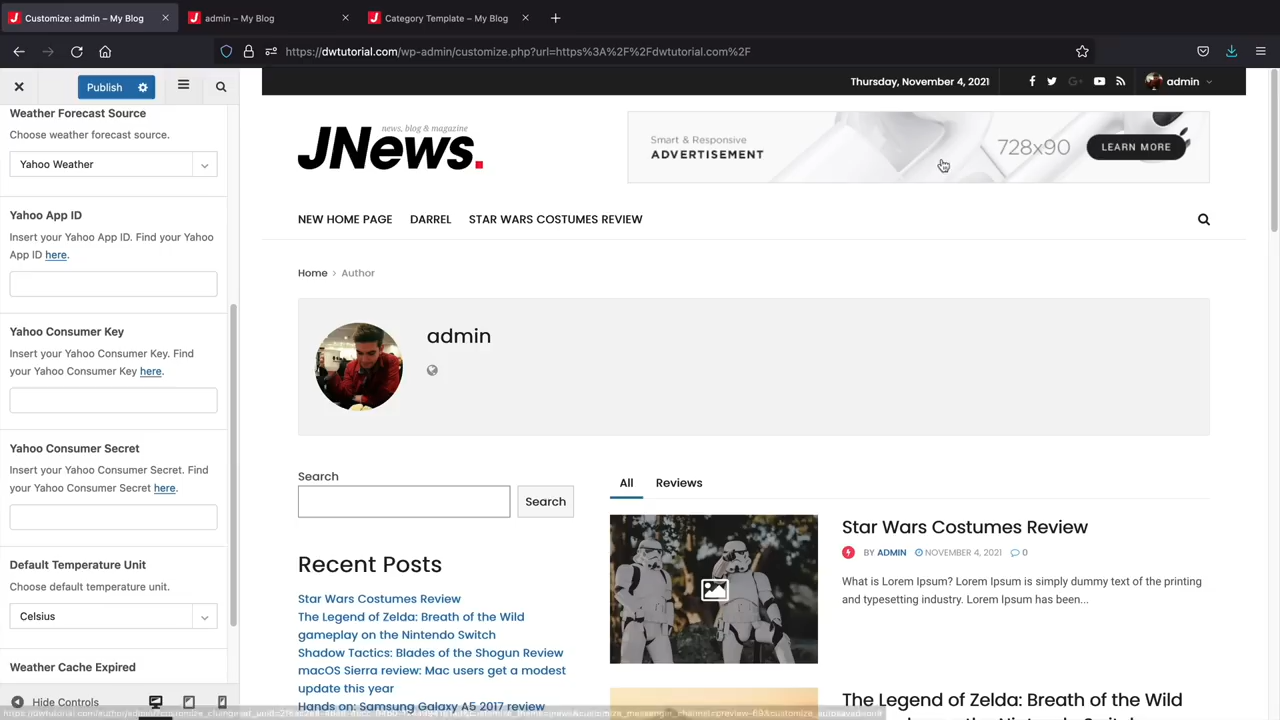 Customize: admin – My Blog
admin – My Blog
Category Template – My Blog
https://dwtutorial.com/wp-admin/customize.php?url=https%3A%2F%2Fdwtutorial.com%2F
Publish
Weather Forecast Source
Choose weather forecast source.
Yahoo Weather
Yahoo App ID
Insert your Yahoo App ID. Find your Yahoo
App ID here.
Yahoo Consumer Key
Insert your Yahoo Consumer Key. Find
your Yahoo Consumer Key here.
Yahoo Consumer Secret
Insert your Yahoo Consumer Secret. Find
your Yahoo Consumer Secret here.
Default Temperature Unit
Choose default temperature unit.
Celsius
Weather Cache Expired
Hide Controls
Thursday, November 4, 2021
admin
news, blog & magazine
JNews.
Smart & Responsive
ADVERTISEMENT
728x90
LEARN MORE
NEW HOME PAGE DARREL STAR WARS COSTUMES REVIEW
Home > Author
admin
Search
Search
Recent Posts
Star Wars Costumes Review
The Legend of Zelda: Breath of the Wild
gameplay on the Nintendo Switch
Shadow Tactics: Blades of the Shogun Review
macOS Sierra review: Mac users get a modest
update this year
Hands on: Samsung Galaxy A5 2017 review
All Reviews
Star Wars Costumes Review
BY ADMIN NOVEMBER 4, 2021 0
What is Lorem Ipsum? Lorem Ipsum is simply dummy text of the printing
and typesetting industry. Lorem Ipsum has been...
The Legend of Zelda: Breath of the Wild